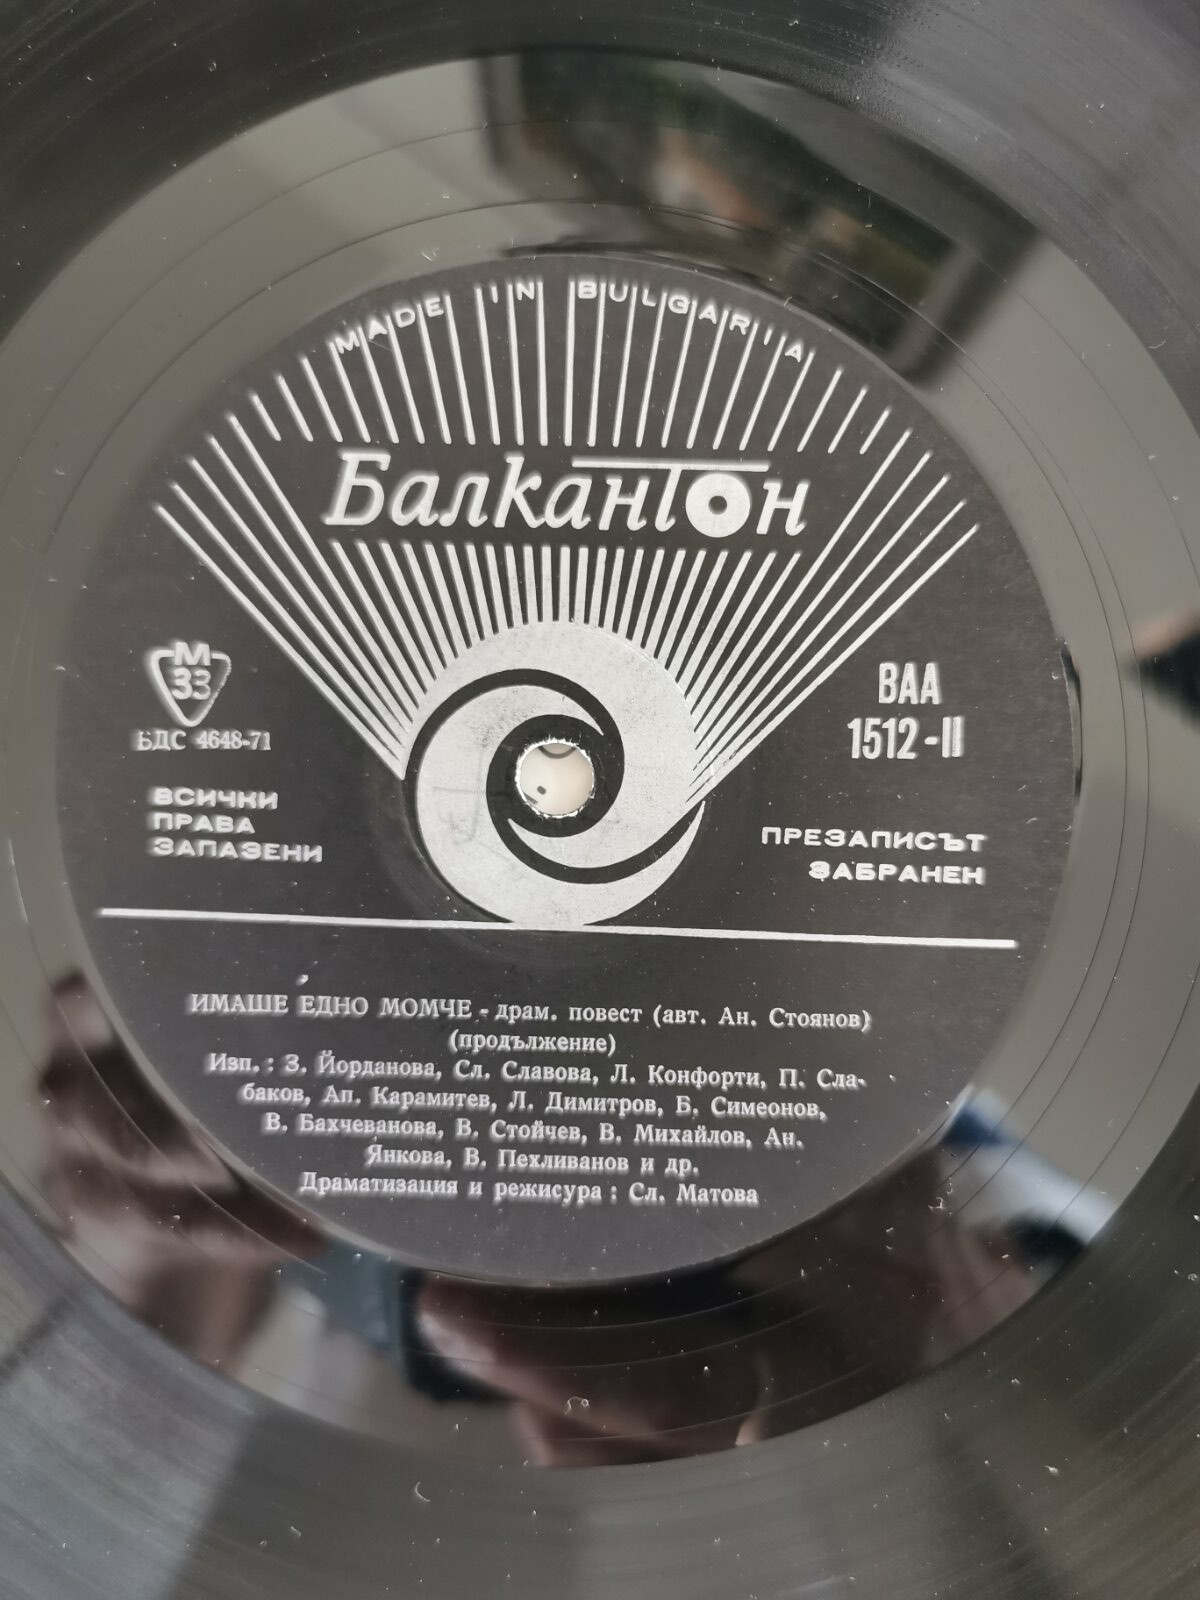 MADE IN BULGARIA
Балкантон
М
33
БДС 4648-71
ВСИЧКИ
ПРАВА
ЗАПАЗЕНИ
ВАА
1512-II
ПРЕЗАПИСЪТ
ЗАБРАНЕН
ИМАШЕ ЕДНО МОМЧЕ - драм. повест (авт. Ан. Стоянов)
(продължение)
Изп.: З. Йорданова, Сл. Славова, Л. Конфорти, П. Сла-
баков, Ап. Карамитев, Л. Димитров, Б. Симеонов,
В. Бахчеванова, В. Стойчев, В. Михайлов, Ан.
Янкова, В. Пехливанов и др.
Драматизация и режисура: Сл. Матова